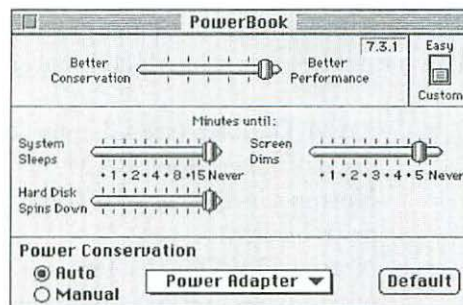 PowerBook
7.3.1
Easy
Better Conservation
Better Performance
Custom
Minutes until:
System Sleeps
Screen Dims
• 1 • 2 • 4 • 8 • 15 Never
• 1 • 2 • 3 • 4 • 5 Never
Hard Disk Spins Down
Power Conservation
Auto
Power Adapter
Default
Manual